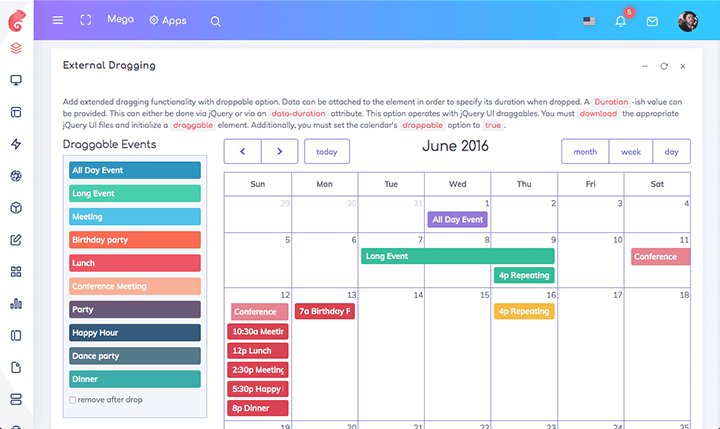 Mega
Apps
5
External Dragging
Add extended dragging functionality with droppable option. Data can be attached to the element in order to specify its duration when dropped. A Duration -ish value can
be provided. This can either be done via jQuery or via an data-duration attribute. This option operates with jQuery UI draggables. You must download the appropriate
jQuery UI files and initialize a draggable element. Additionally, you must set the calendar's droppable option to true .
Draggable Events
All Day Event
Long Event
Meeting
Birthday party
Lunch
Conference Meeting
Party
Happy Hour
Dance party
Dinner
remove after drop
today
June 2016
month week day
Sun Mon Tue Wed Thu Fri Sat
29 30 31 1 2 3 4
All Day Event
5 6 7 8 9 10 11
Long Event
Conference
4p Repeating
12 13 14 15 16 17 18
Conference
7a Birthday F
4p Repeating
10:30a Meetin
12p Lunch
2:30p Meeting
5:30p Happy
8p Dinner
19 20 21 22 23 24 25